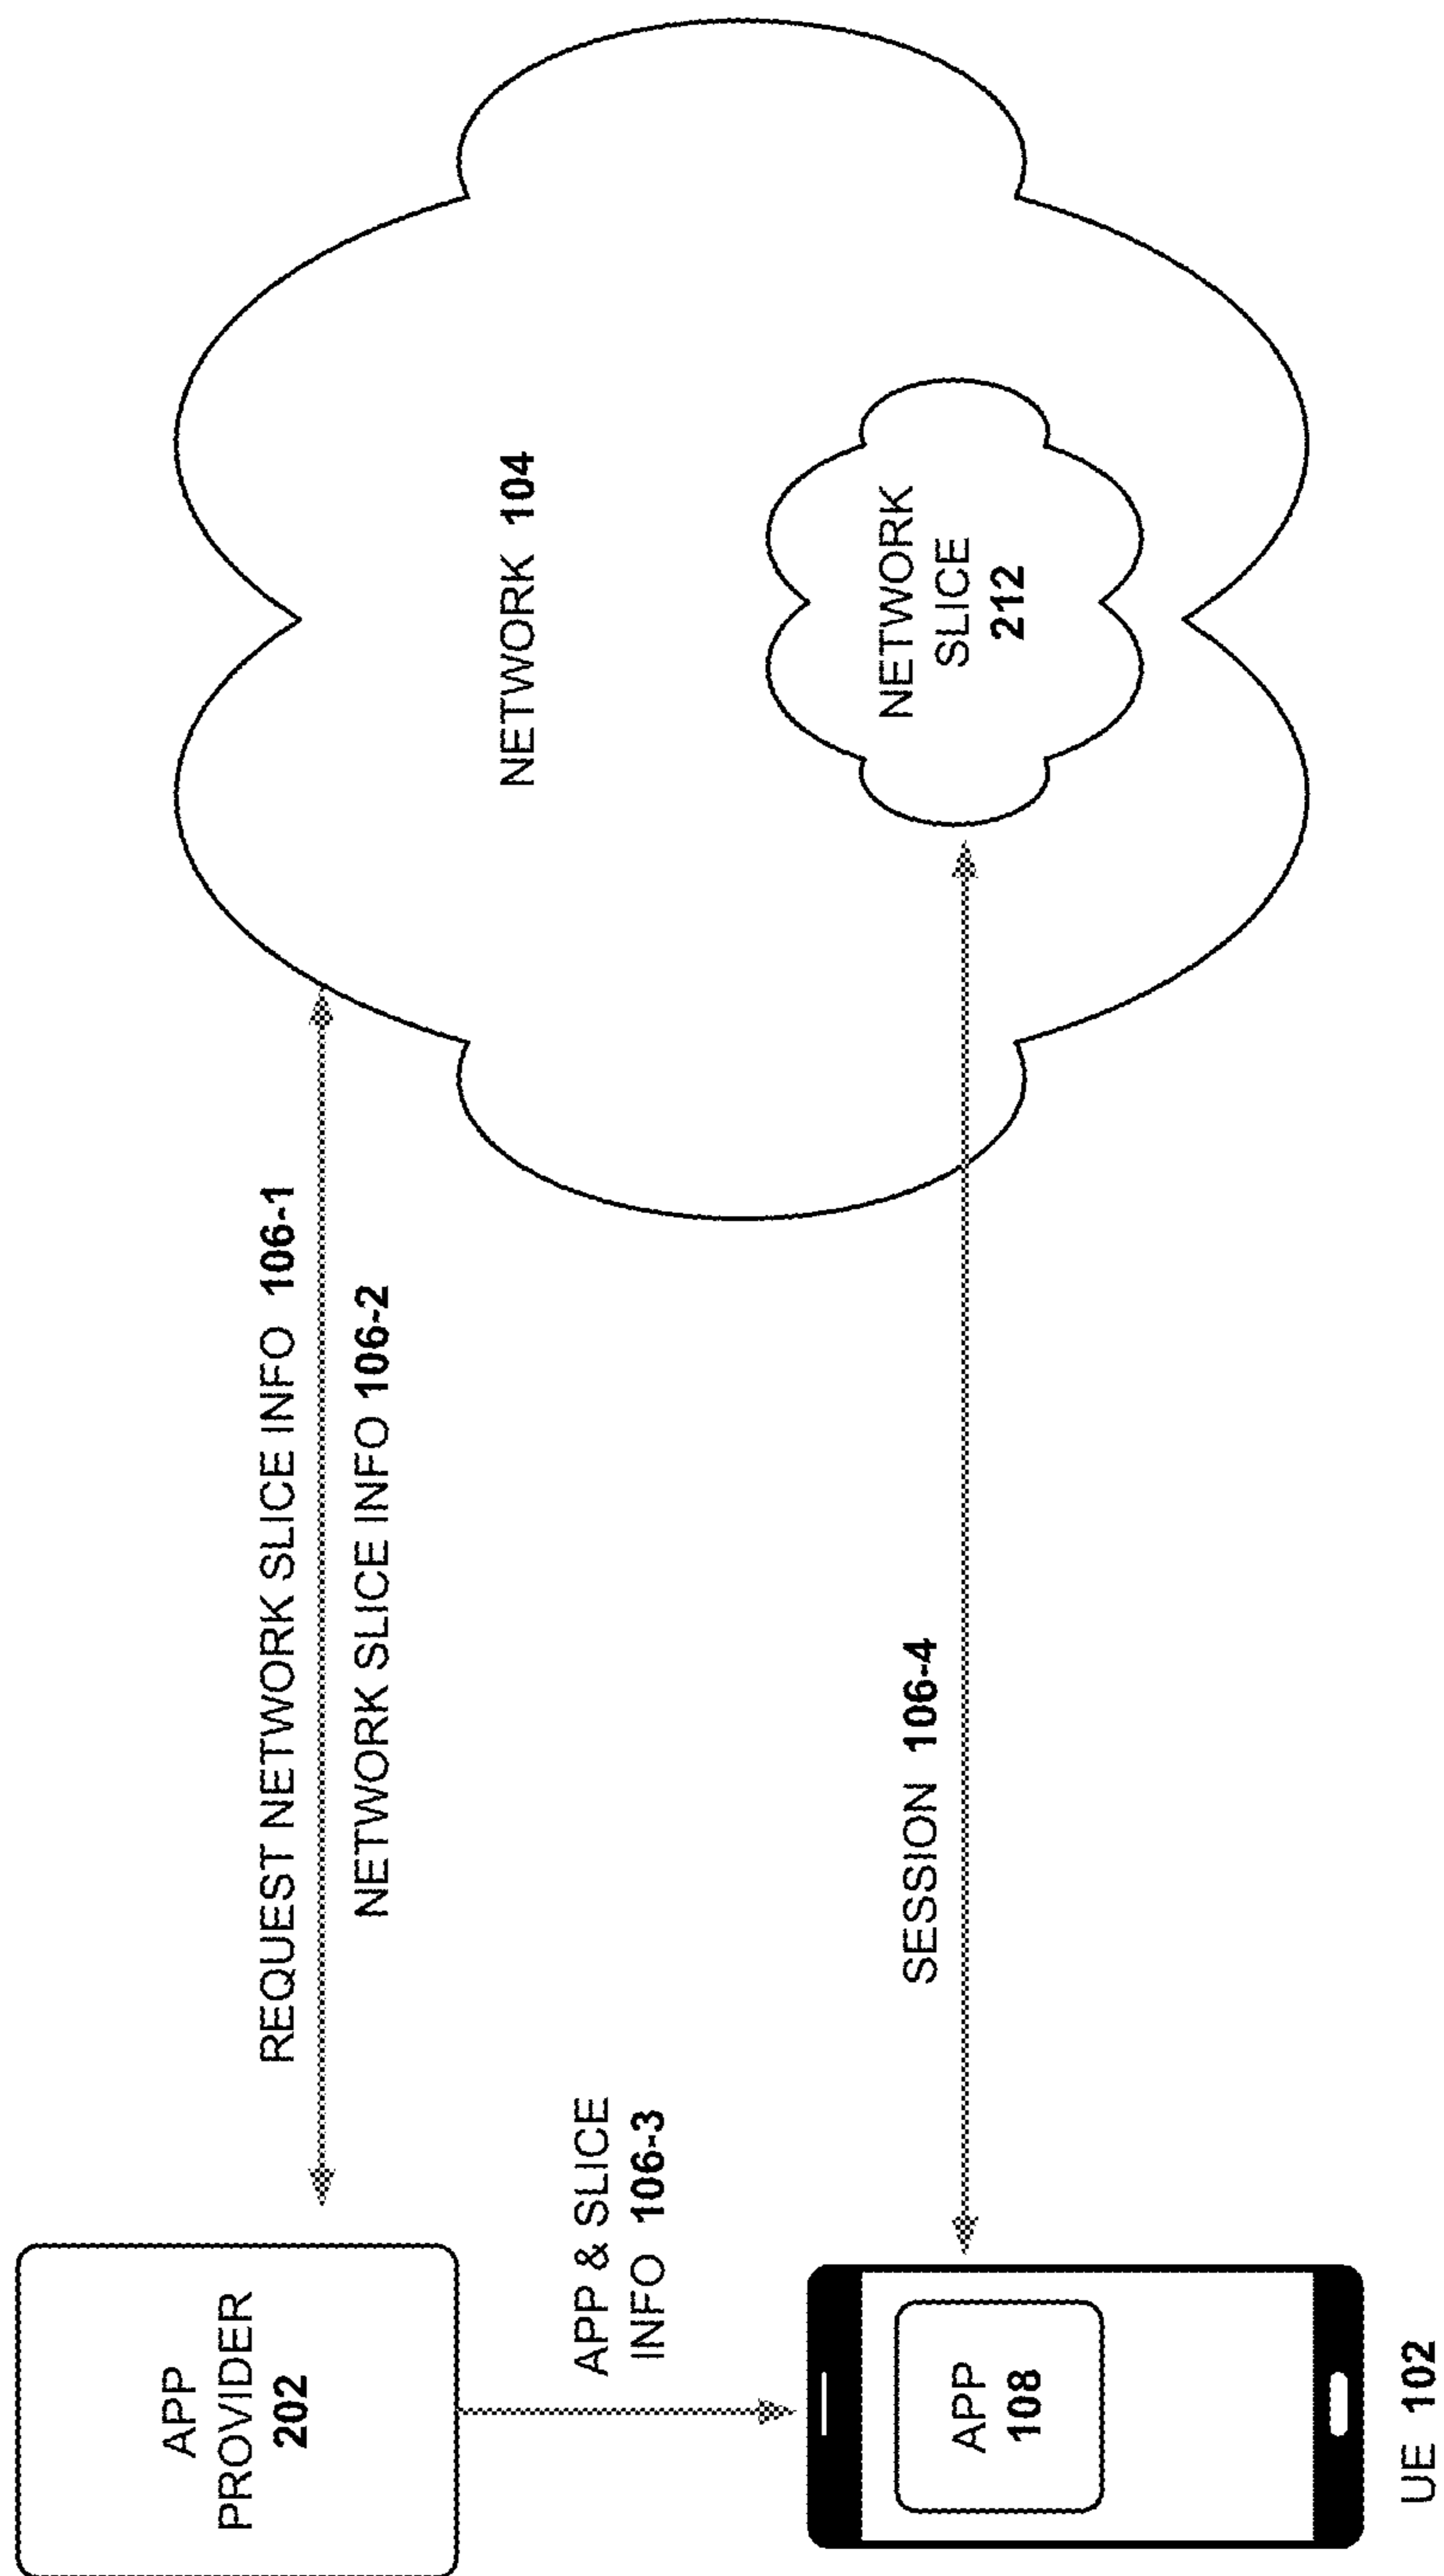 APP
PROVIDER
202
REQUEST NETWORK SLICE INFO 106-1
NETWORK SLICE INFO 106-2
NETWORK 104
APP & SLICE
INFO 106-3
SESSION 106-4
NETWORK
SLICE
212
APP
108
UE 102